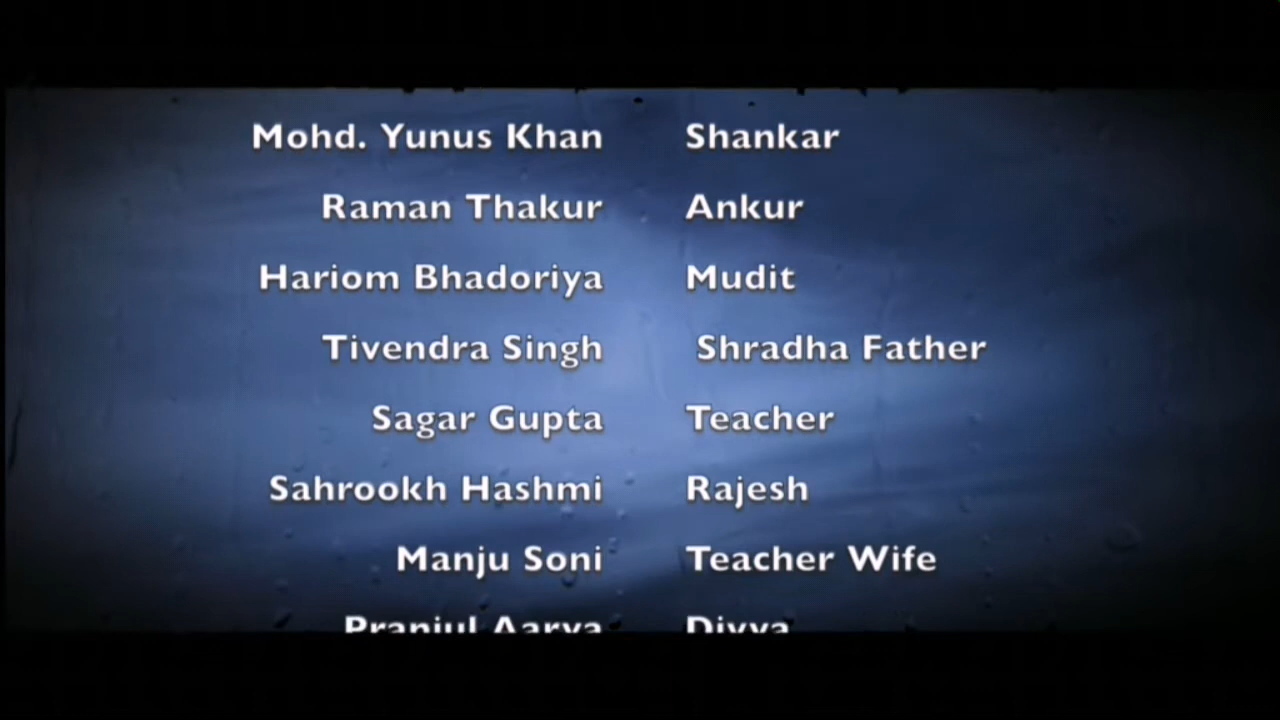 Mohd. Yunus Khan Shankar
Raman Thakur Ankur
Hariom Bhadoriya Mudit
Tivendra Singh Shradha Father
Sagar Gupta Teacher
Sahrookh Hashmi Rajesh
Manju Soni Teacher Wife
Divya